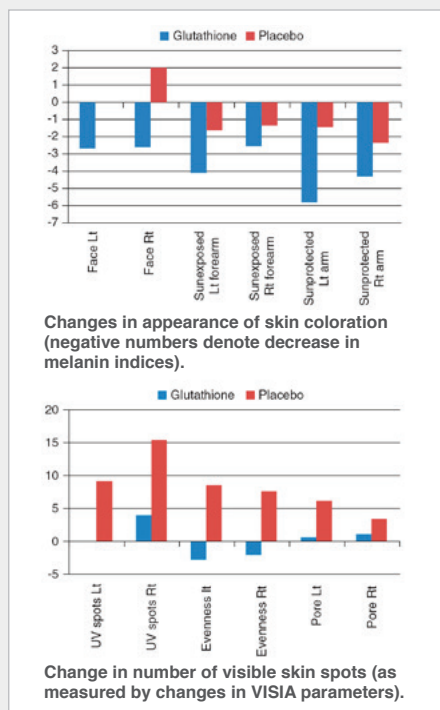 Glutathione Placebo
3
2
1
0
-1
-2
-3
-4
-5
-6
-7
Face Lt
Face Rt
Sunexposed
Lt forearm
Sunexposed
Rt forearm
Sunprotected
Lt arm
Sunprotected
Rt arm
Changes in appearance of skin coloration
(negative numbers denote decrease in
melanin indices).
Glutathione Placebo
20
15
10
5
0
-5
UV spots Lt
UV spots Rt
Evenness lt
Evenness Rt
Pore Lt
Pore Rt
Change in number of visible skin spots (as
measured by changes in VISIA parameters).